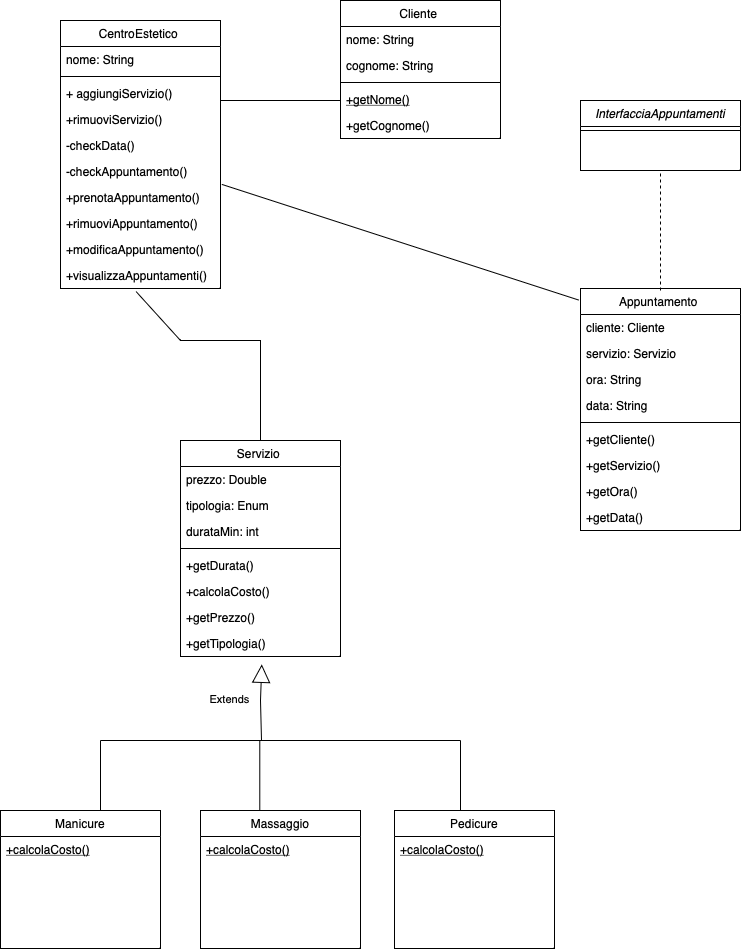 CentroEstetico
nome: String
+ aggiungiServizio()
+rimuoviServizio()
-checkData()
-checkAppuntamento()
+prenotaAppuntamento()
+rimuoviAppuntamento()
+modificaAppuntamento()
+visualizzaAppuntamenti()
Cliente
nome: String
cognome: String
+getNome()
+getCognome()
InterfacciaAppuntamenti
Appuntamento
cliente: Cliente
servizio: Servizio
ora: String
data: String
+getCliente()
+getServizio()
+getOra()
+getData()
Servizio
prezzo: Double
tipologia: Enum
durataMin: int
+getDurata()
+calcolaCosto()
+getPrezzo()
+getTipologia()
Extends
Manicure
+calcolaCosto()
Massaggio
+calcolaCosto()
Pedicure
+calcolaCosto()